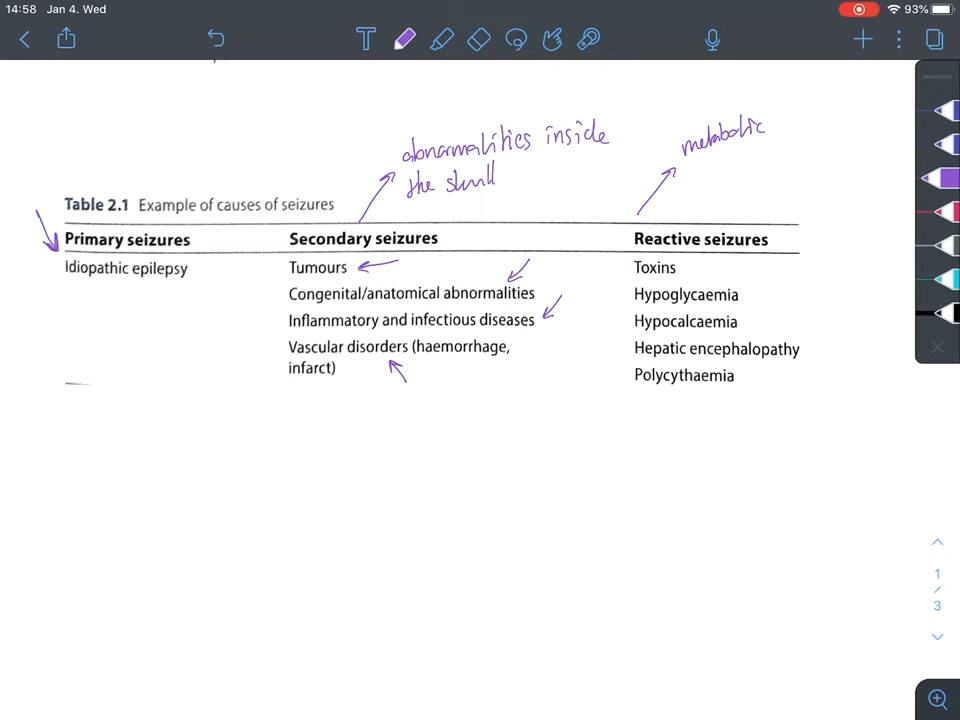 14:58 Jan 4. Wed 93%
T
abnormalities inside
the skull
metabolic
Table 2.1 Example of causes of seizures
Primary seizures Secondary seizures Reactive seizures
Idiopathic epilepsy Tumours Toxins
Congenital/anatomical abnormalities Hypoglycaemia
Inflammatory and infectious diseases Hypocalcaemia
Vascular disorders (haemorrhage, Hepatic encephalopathy
infarct) Polycythaemia
1
/
3